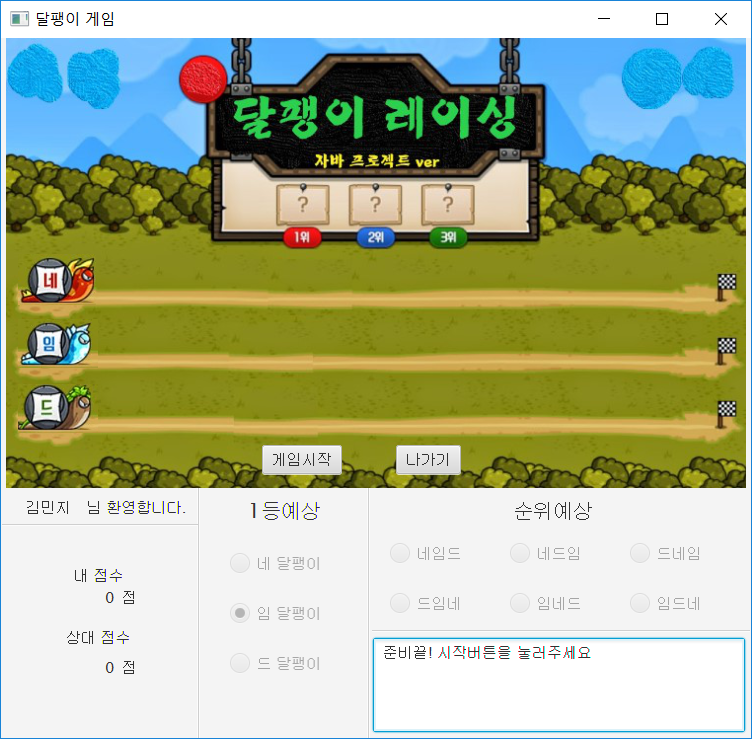 달팽이 게임
달팽이 레이싱
자바 프로젝트 ver
? ? ?
1위 2위 3위
네
임
드
게임시작 나가기
김민지 님 환영합니다.
내 점수
0 점
상대 점수
0 점
1등예상
네 달팽이
임 달팽이
드 달팽이
순위예상
네임드 네드임 드네임
드임네 임네드 임드네
준비끝! 시작버튼을 눌러주세요